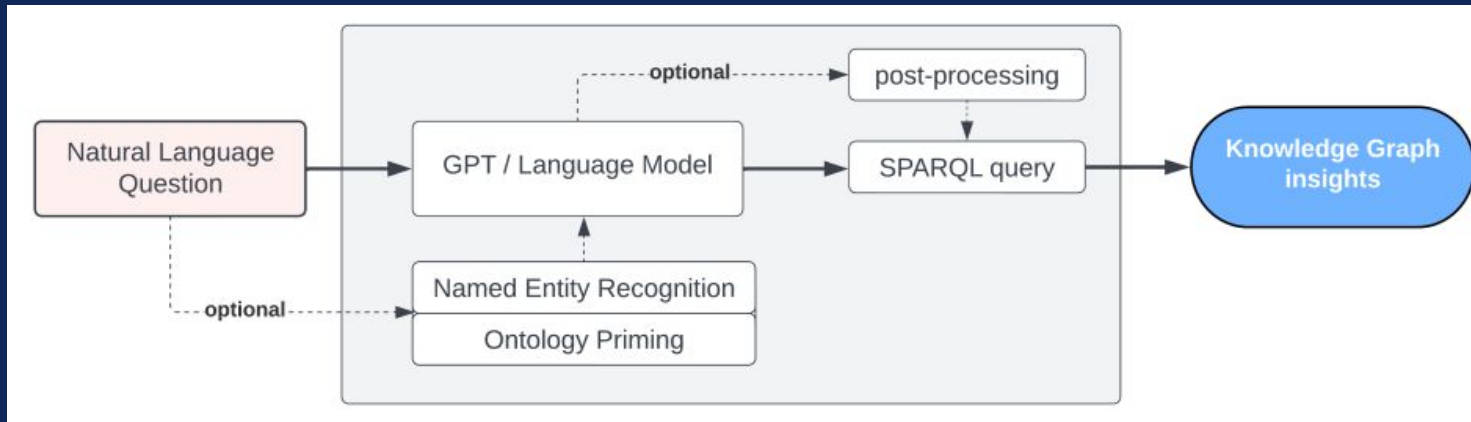 optional
post-processing
Natural Language
Question
GPT / Language Model
SPARQL query
Knowledge Graph
insights
optional
Named Entity Recognition
Ontology Priming